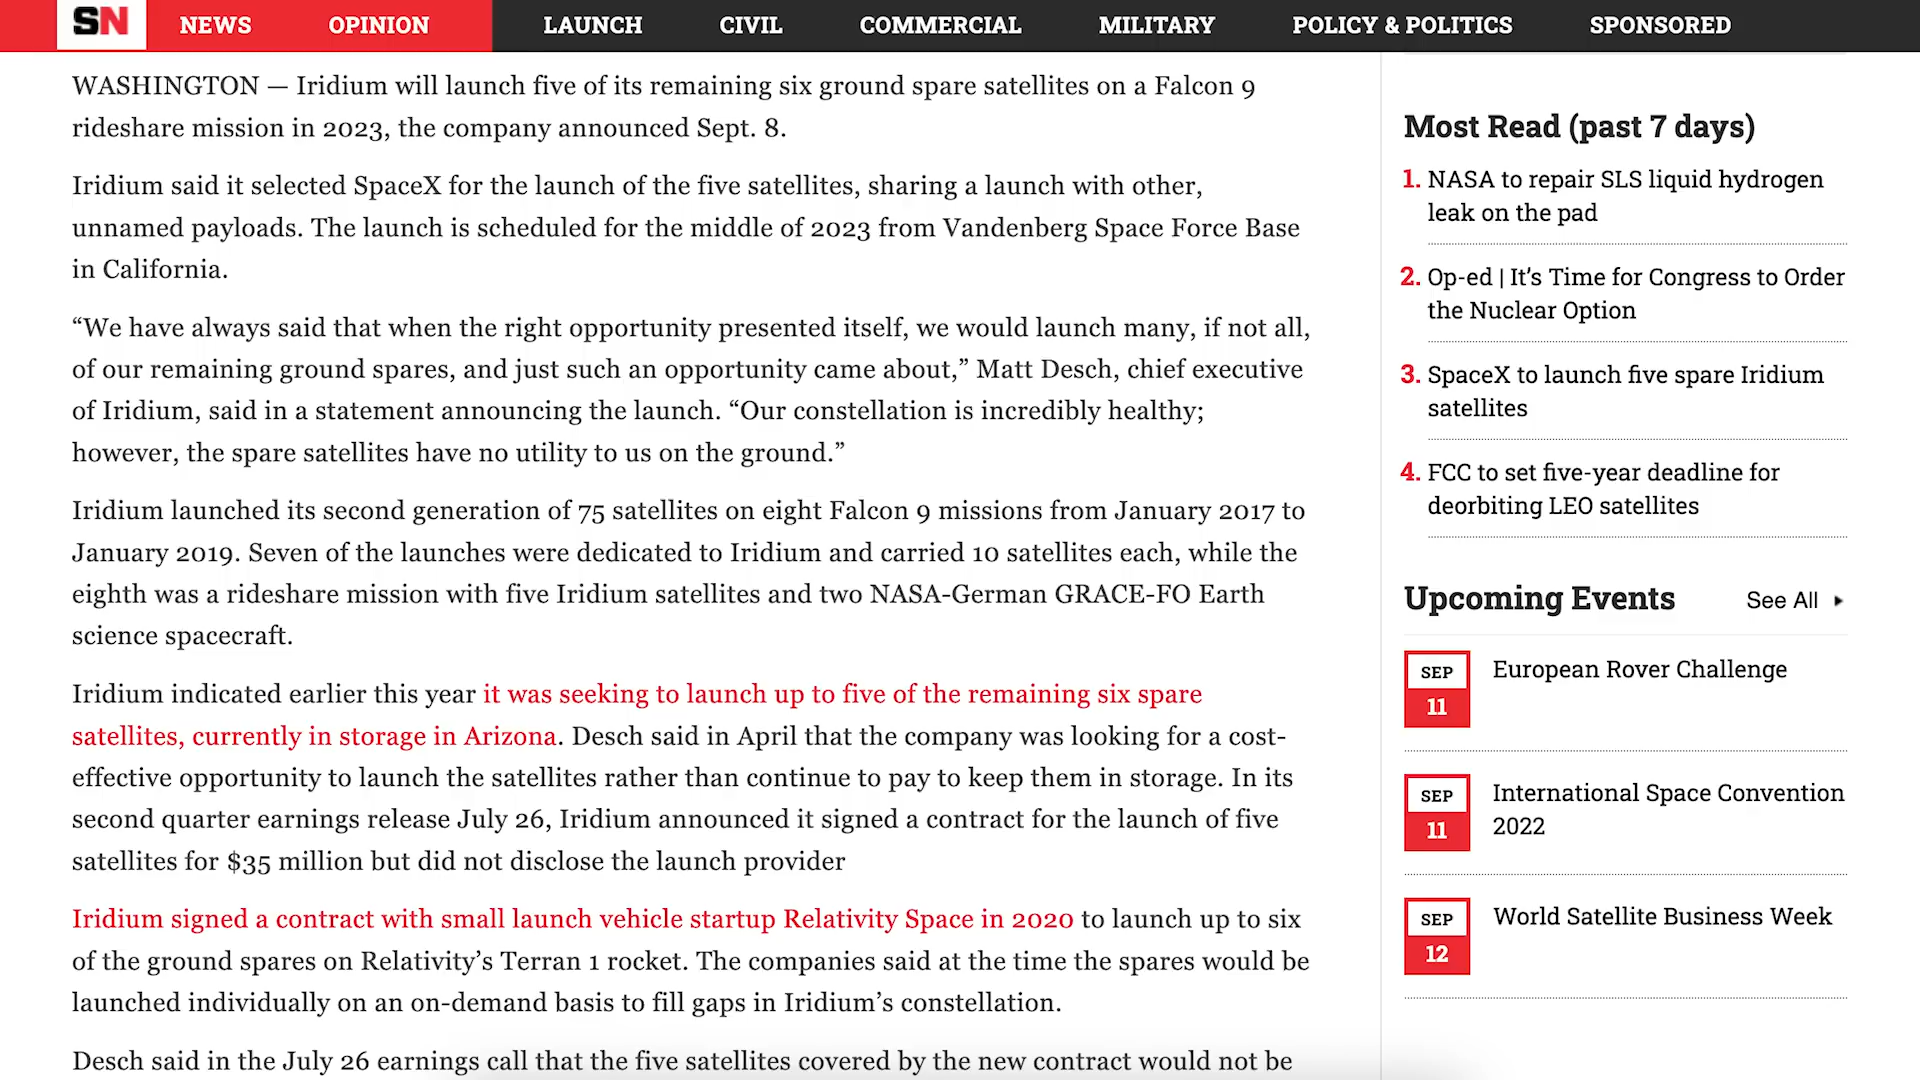 SN NEWS OPINION LAUNCH CIVIL COMMERCIAL MILITARY POLICY & POLITICS SPONSORED
WASHINGTON — Iridium will launch five of its remaining six ground spare satellites on a Falcon 9
rideshare mission in 2023, the company announced Sept. 8.
Iridium said it selected SpaceX for the launch of the five satellites, sharing a launch with other,
unnamed payloads. The launch is scheduled for the middle of 2023 from Vandenberg Space Force Base
in California.
“We have always said that when the right opportunity presented itself, we would launch many, if not all,
of our remaining ground spares, and just such an opportunity came about,” Matt Desch, chief executive
of Iridium, said in a statement announcing the launch. “Our constellation is incredibly healthy;
however, the spare satellites have no utility to us on the ground.”
Iridium launched its second generation of 75 satellites on eight Falcon 9 missions from January 2017 to
January 2019. Seven of the launches were dedicated to Iridium and carried 10 satellites each, while the
eighth was a rideshare mission with five Iridium satellites and two NASA-German GRACE-FO Earth
science spacecraft.
Iridium indicated earlier this year it was seeking to launch up to five of the remaining six spare
satellites, currently in storage in Arizona. Desch said in April that the company was looking for a cost-
effective opportunity to launch the satellites rather than continue to pay to keep them in storage. In its
second quarter earnings release July 26, Iridium announced it signed a contract for the launch of five
satellites for $35 million but did not disclose the launch provider
Iridium signed a contract with small launch vehicle startup Relativity Space in 2020 to launch up to six
of the ground spares on Relativity’s Terran 1 rocket. The companies said at the time the spares would be
launched individually on an on-demand basis to fill gaps in Iridium’s constellation.
Desch said in the July 26 earnings call that the five satellites covered by the new contract would not be
Most Read (past 7 days)
1. NASA to repair SLS liquid hydrogen
leak on the pad
2. Op-ed | It’s Time for Congress to Order
the Nuclear Option
3. SpaceX to launch five spare Iridium
satellites
4. FCC to set five-year deadline for
deorbiting LEO satellites
Upcoming Events See All
SEP
11
European Rover Challenge
SEP
11
International Space Convention
2022
SEP
12
World Satellite Business Week